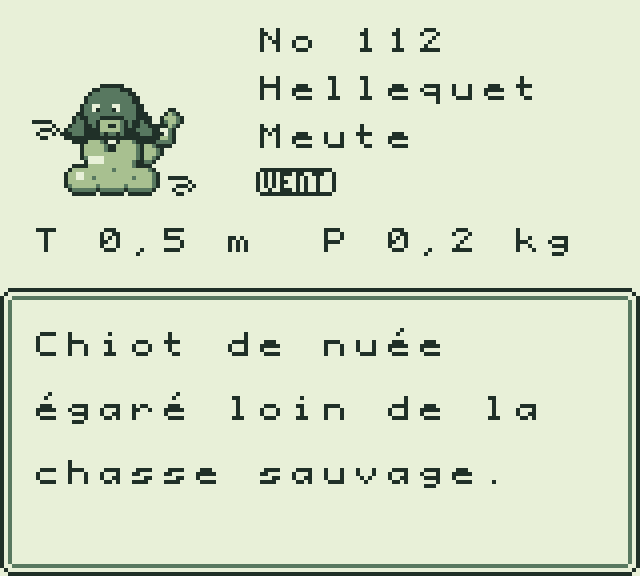 No 112
Hellequet
Meute
VENT
T 0,5 m P 0,2 kg
Chiot de nuée
égaré loin de la
chasse sauvage.